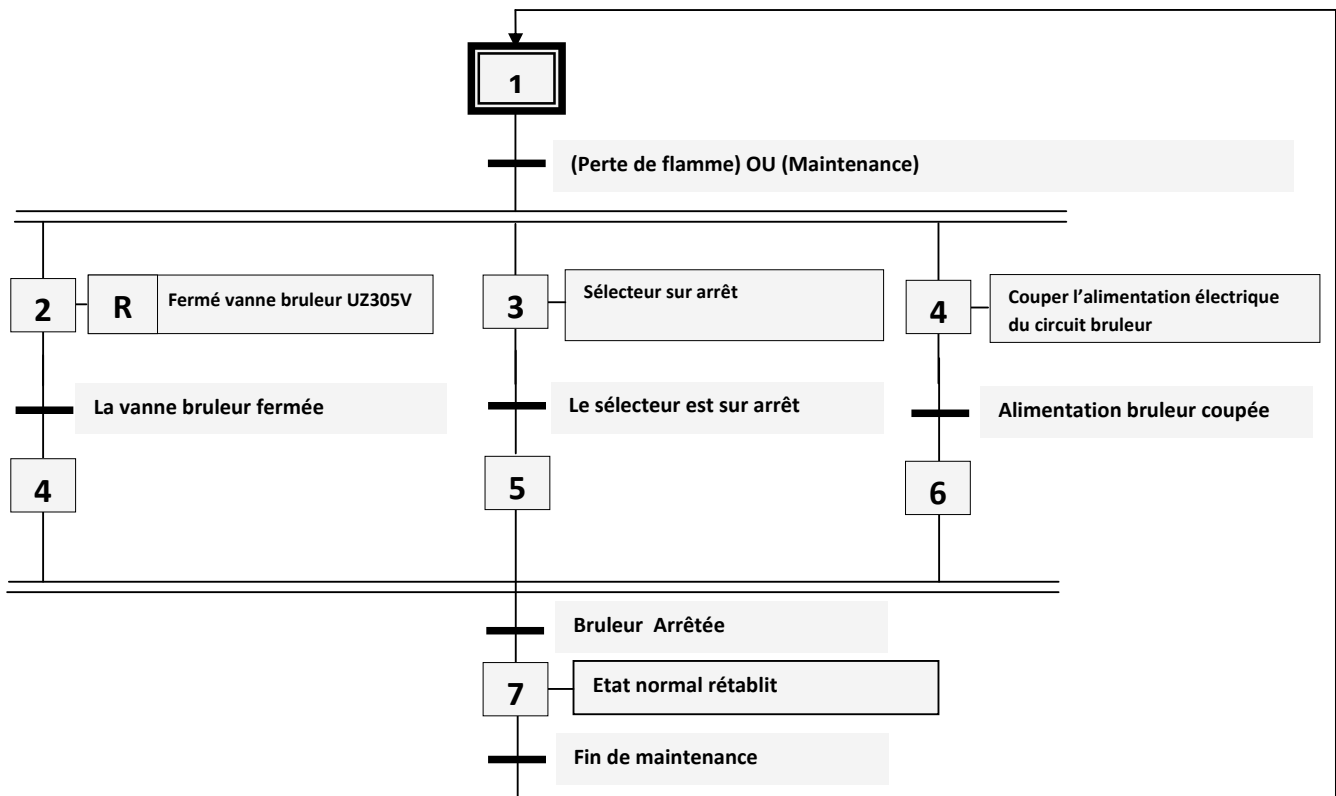 1
(Perte de flamme) OU (Maintenance)
2
R
Fermé vanne bruleur UZ305V
3
Sélecteur sur arrêt
4
Couper l'alimentation électrique
du circuit bruleur
La vanne bruleur fermée
Le sélecteur est sur arrêt
Alimentation bruleur coupée
4
5
6
Bruleur Arrêtée
7
Etat normal rétablit
Fin de maintenance